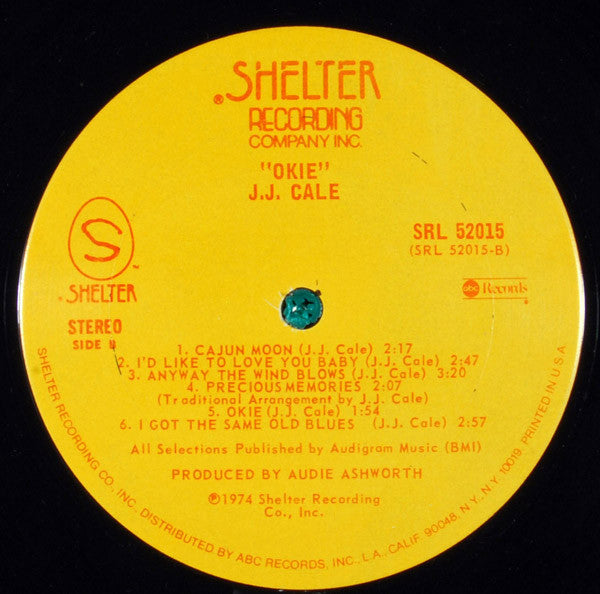 ®SHELTER
RECORDING
COMPANY INC.
"OKIE"
J.J. CALE
S
™
®SHELTER
STEREO
SIDE
SRL 52015
(SRL 52015-B)
abc Records
1. CAJUN MOON (J.J. Cale) 2:17
2. I'D LIKE TO LOVE YOU BABY (J.J. Cale) 2:47
3. ANYWAY THE WIND BLOWS (J.J. Cale) 3:20
4. PRECIOUS MEMORIES 2:07
(Traditional Arrangement by J.J. Cale)
5. OKIE (J.J. Cale) 1:54
6. I GOT THE SAME OLD BLUES (J.J. Cale) 2:57
All Selections Published by Audigram Music (BMI)
PRODUCED BY AUDIE ASHWORTH
℗1974 Shelter Recording
Co., Inc.
SHELTER RECORDING CO., INC. DISTRIBUTED BY ABC RECORDS, INC., L.A., CALIF. 90048, N.Y., N.Y. 10019. PRINTED IN U.S.A.